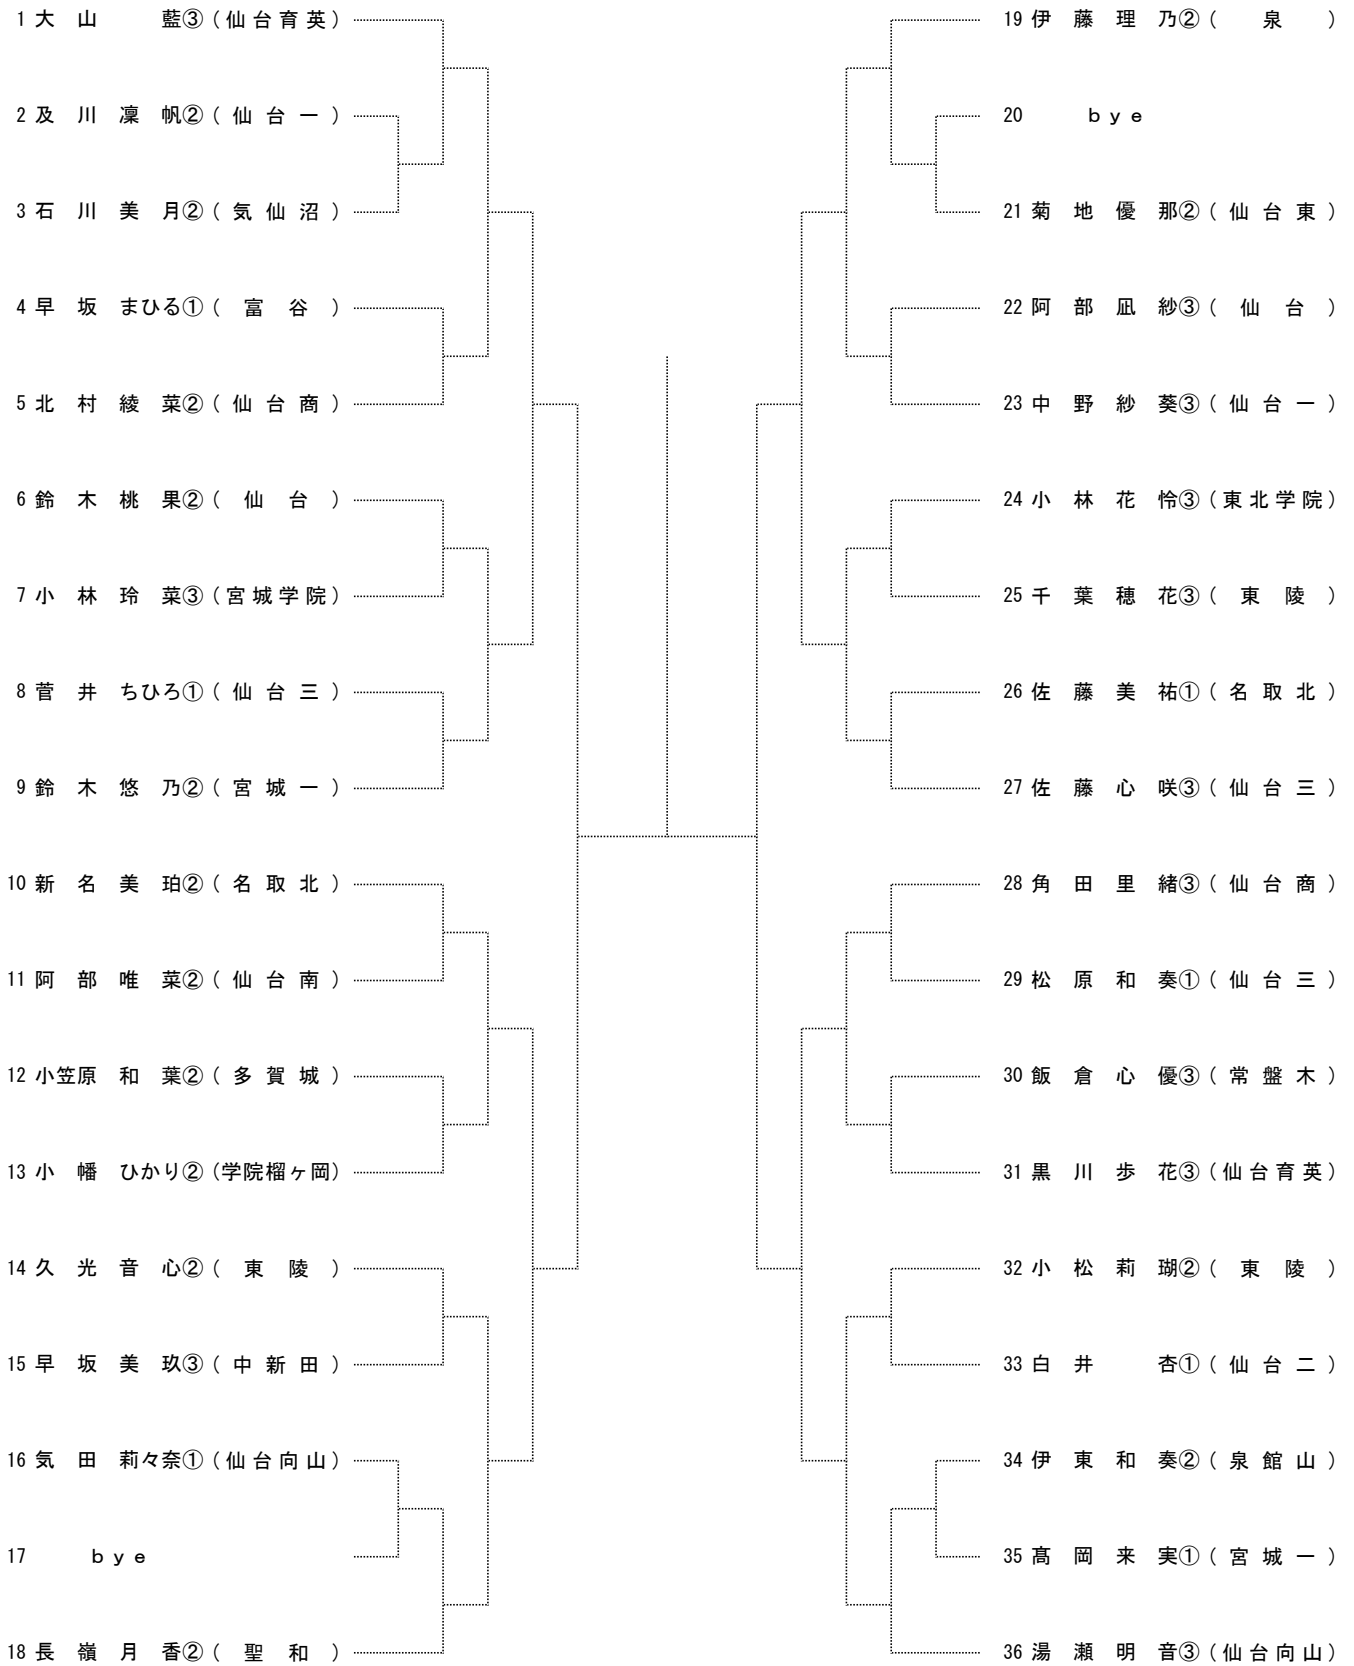 1 大山 藍③(仙台育英)
2 及川凜帆②(仙台一)
3 石川美月②(気仙沼)
4 早坂まひる①(富谷)
5 北村綾菜②(仙台商)
6 鈴木桃果②(仙台)
7 小林玲菜③(宮城学院)
8 菅井ちひろ①(仙台三)
9 鈴木悠乃②(宮城一)
10 新名美珀②(名取北)
11 阿部唯菜②(仙台南)
12 小笠原和葉②(多賀城)
13 小幡ひかり②(学院榴ヶ岡)
14 久光音心②(東陵)
15 早坂美玖③(中新田)
16 気田莉々奈①(仙台向山)
17 bye
18 長嶺月香②(聖和)
19 伊藤理乃②(泉)
20 bye
21 菊地優那②(仙台東)
22 阿部凪紗③(仙台)
23 中野紗葵③(仙台一)
24 小林花怜③(東北学院)
25 千葉穂花③(東陵)
26 佐藤美祐①(名取北)
27 佐藤心咲③(仙台三)
28 角田里緒③(仙台商)
29 松原和奏①(仙台三)
30 飯倉心優③(常盤木)
31 黒川歩花③(仙台育英)
32 小松莉瑚②(東陵)
33 白井 杏①(仙台二)
34 伊東和奏②(泉館山)
35 髙岡来実①(宮城一)
36 湯瀬明音③(仙台向山)